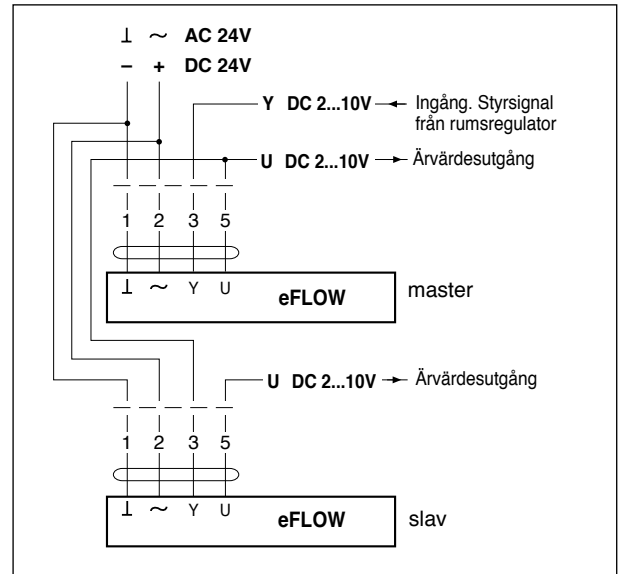 ⊥ ~ AC 24V
– + DC 24V
Y DC 2...10V Ingång. Styrsignal
från rumsregulator
U DC 2...10V Ärvärdesutgång
1 2 3 5
⊥ ~ Y U eFLOW master
U DC 2...10V Ärvärdesutgång
1 2 3 5
⊥ ~ Y U eFLOW slav